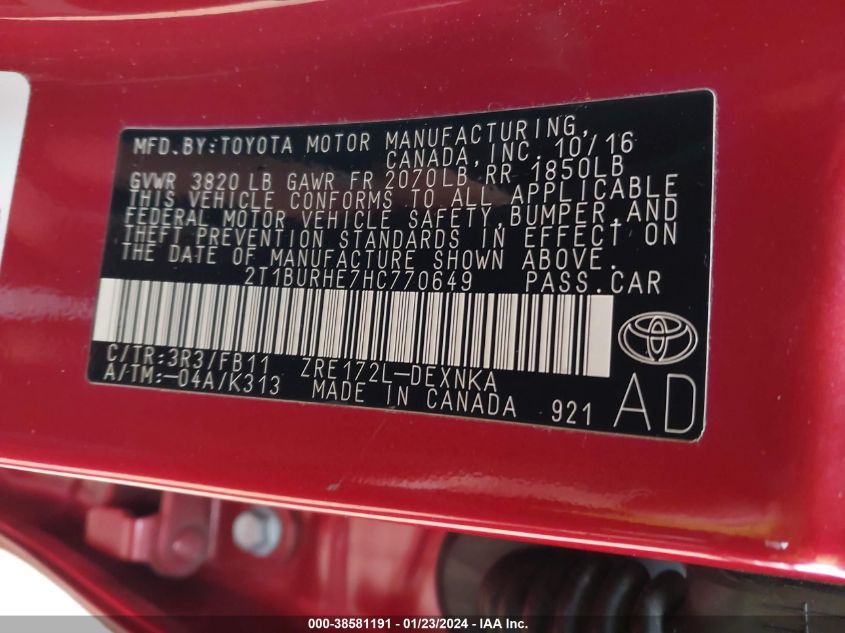 MFD.BY:TOYOTA MOTOR MANUFACTURING,
CANADA,INC. 10/16
GVWR 3820 LB GAWR FR 2070LB RR 1850LB
THIS VEHICLE CONFORMS TO ALL APPLICABLE
FEDERAL MOTOR VEHICLE SAFETY,BUMPER,AND
THEFT PREVENTION STANDARDS IN EFFECT ON
THE DATE OF MANUFACTURE SHOWN ABOVE.
2T1BURHE7HC770649 PASS.CAR
C/TR:3R3/FB11 ZRE172L-DEXNKA
A/TM:-04A/K313 MADE IN CANADA 921 AD
000-38581191 - 01/23/2024 - IAA Inc.